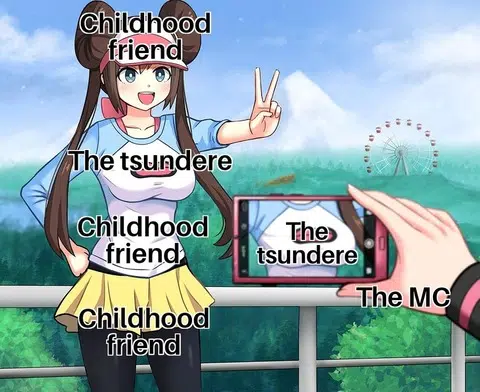 Childhood
friend
The tsundere
Childhood
friend
The
tsundere
The MC
Childhood
friend